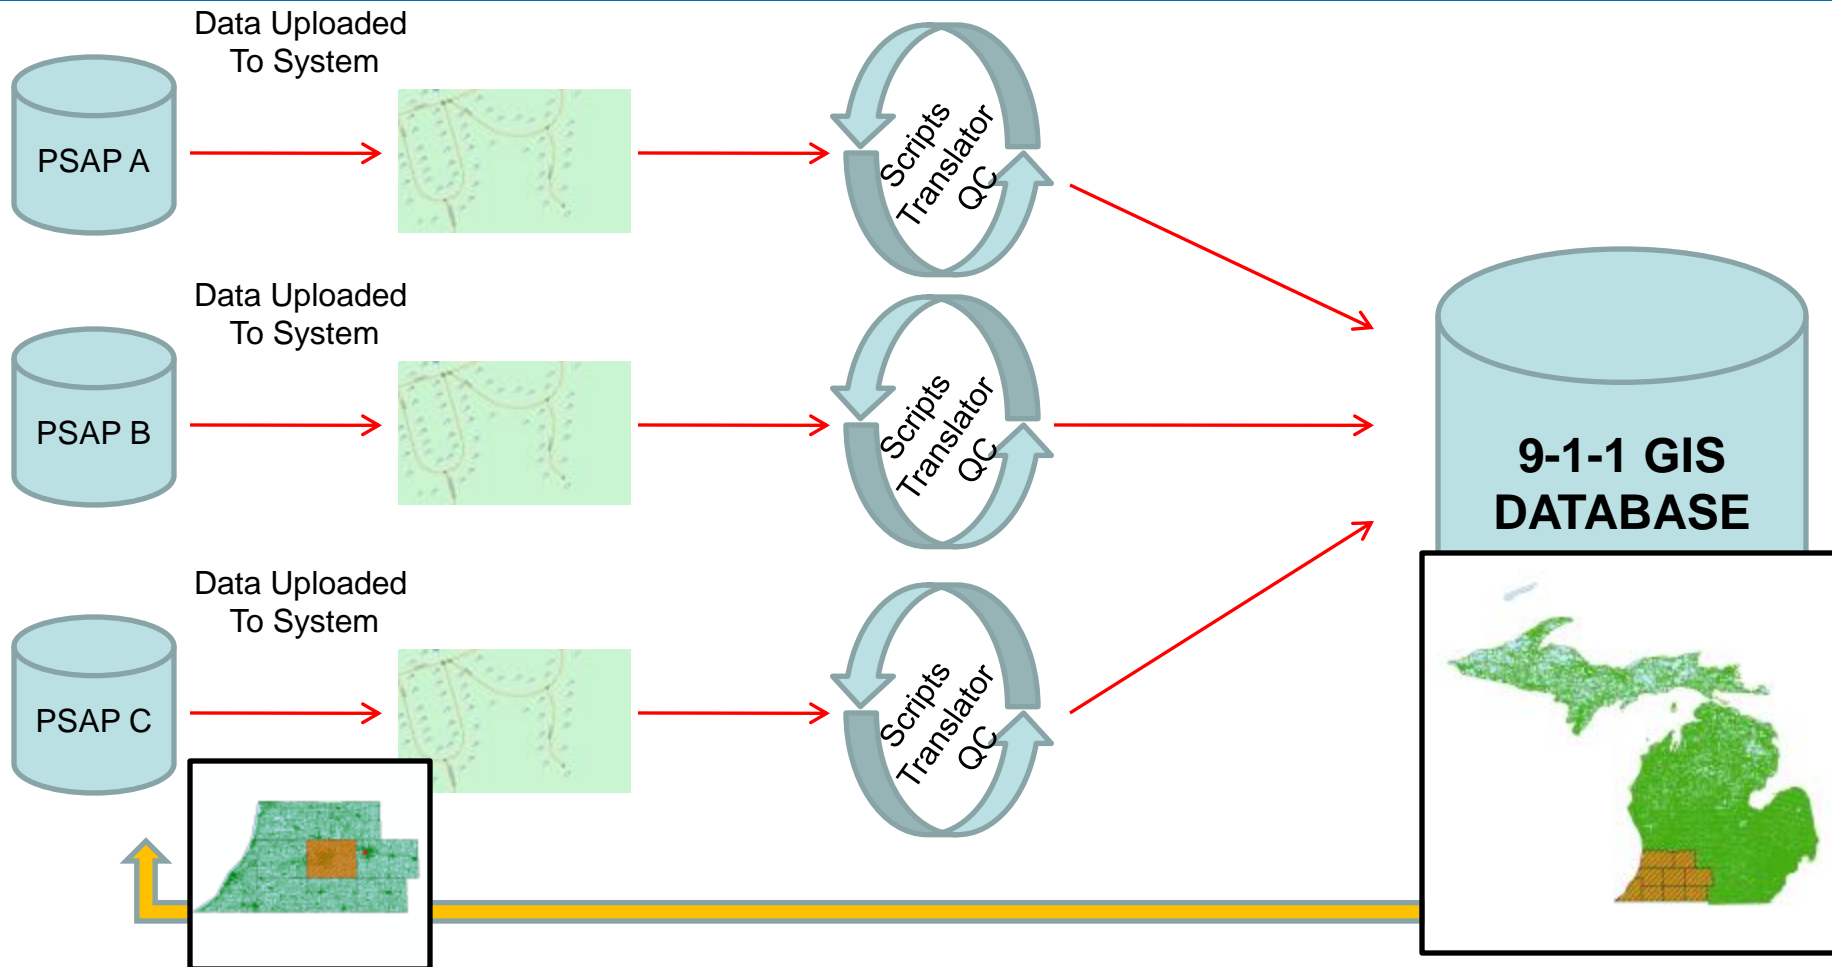 Data Uploaded
To System
PSAP A
Scripts
Translator
QC
Data Uploaded
To System
PSAP B
Scripts
Translator
QC
9-1-1 GIS
DATABASE
Data Uploaded
To System
PSAP C
Scripts
Translator
QC